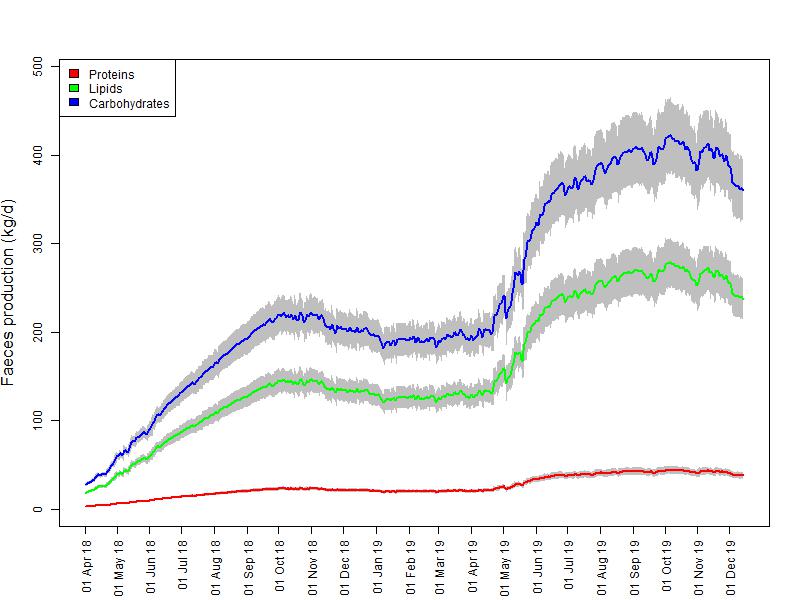 Proteins
Lipids
Carbohydrates
Faeces production (kg/d)
500
400
300
200
100
0
01 Apr 18
01 May 18
01 Jun 18
01 Jul 18
01 Aug 18
01 Sep 18
01 Oct 18
01 Nov 18
01 Dec 18
01 Jan 19
01 Feb 19
01 Mar 19
01 Apr 19
01 May 19
01 Jun 19
01 Jul 19
01 Aug 19
01 Sep 19
01 Oct 19
01 Nov 19
01 Dec 19